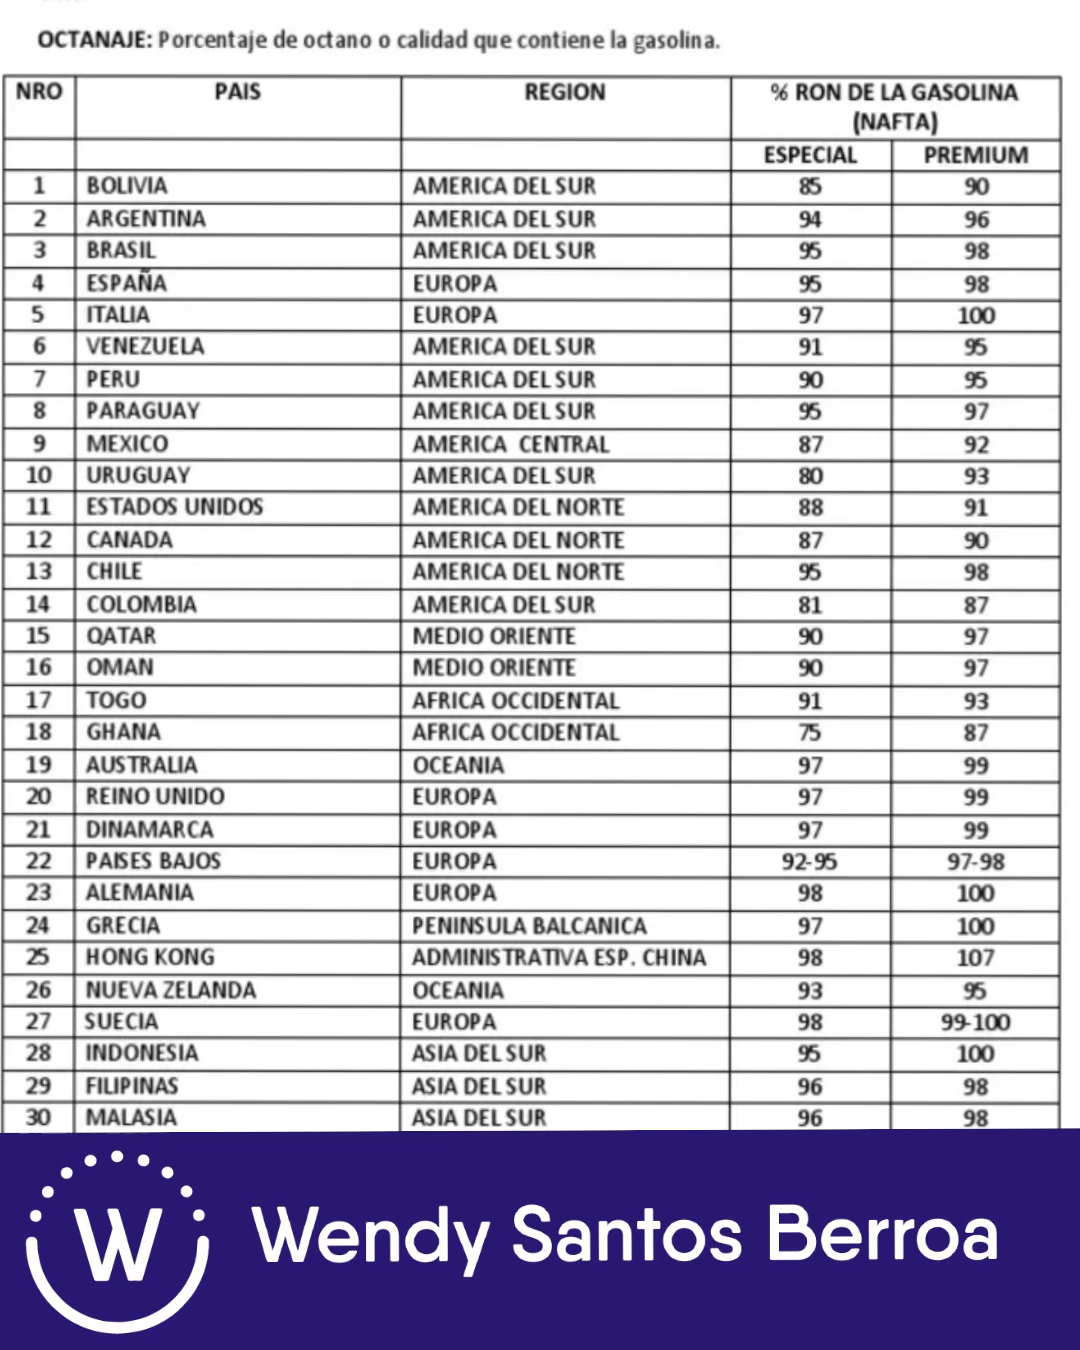 OCTANAJE: Porcentaje de octano o calidad que contiene la gasolina.
NRO PAIS REGION % RON DE LA GASOLINA
(NAFTA)
ESPECIAL PREMIUM
1 BOLIVIA AMERICA DEL SUR 85 90
2 ARGENTINA AMERICA DEL SUR 94 96
3 BRASIL AMERICA DEL SUR 95 98
4 ESPAÑA EUROPA 95 98
5 ITALIA EUROPA 97 100
6 VENEZUELA AMERICA DEL SUR 91 95
7 PERU AMERICA DEL SUR 90 95
8 PARAGUAY AMERICA DEL SUR 95 97
9 MEXICO AMERICA CENTRAL 87 92
10 URUGUAY AMERICA DEL SUR 80 93
11 ESTADOS UNIDOS AMERICA DEL NORTE 88 91
12 CANADA AMERICA DEL NORTE 87 90
13 CHILE AMERICA DEL NORTE 95 98
14 COLOMBIA AMERICA DEL SUR 81 87
15 QATAR MEDIO ORIENTE 90 97
16 OMAN MEDIO ORIENTE 90 97
17 TOGO AFRICA OCCIDENTAL 91 93
18 GHANA AFRICA OCCIDENTAL 75 87
19 AUSTRALIA OCEANIA 97 99
20 REINO UNIDO EUROPA 97 99
21 DINAMARCA EUROPA 97 99
22 PAISES BAJOS EUROPA 92-95 97-98
23 ALEMANIA EUROPA 98 100
24 GRECIA PENINSULA BALCANICA 97 100
25 HONG KONG ADMINISTRATIVA ESP. CHINA 98 107
26 NUEVA ZELANDA OCEANIA 93 95
27 SUECIA EUROPA 98 99-100
28 INDONESIA ASIA DEL SUR 95 100
29 FILIPINAS ASIA DEL SUR 96 98
30 MALASIA ASIA DEL SUR 96 98
W Wendy Santos Berroa